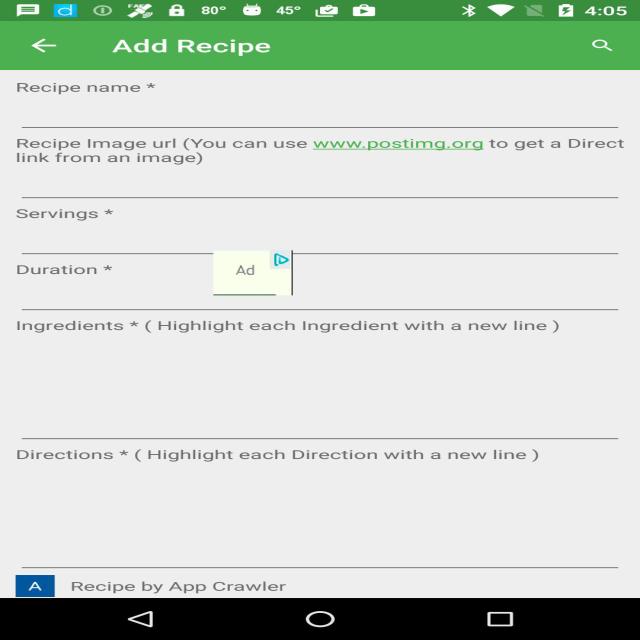 80° 45° 4:05
Add Recipe
Recipe name *
Recipe Image url (You can use www.postimg.org to get a Direct
link from an image)
Servings *
Ad
Duration *
Ingredients * ( Highlight each Ingredient with a new line )
Directions * ( Highlight each Direction with a new line )
A Recipe by App Crawler